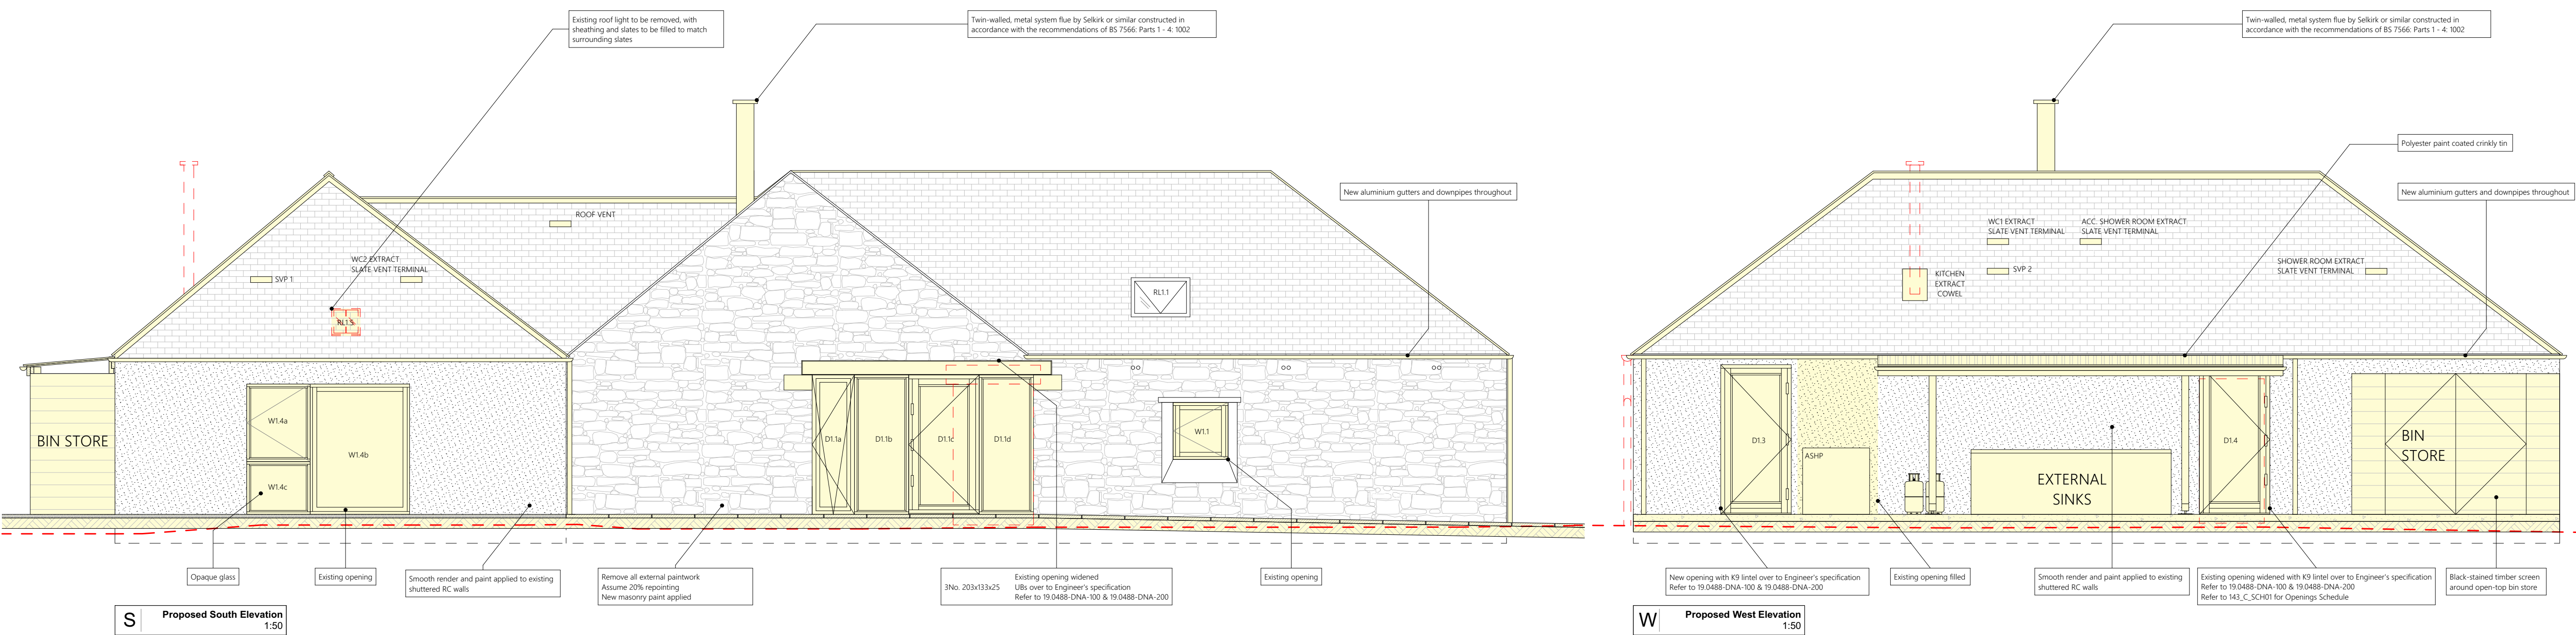 Existing roof light to be removed, with
sheathing and slates to be filled to match
surrounding slates
Twin-walled, metal system flue by Selkirk or similar constructed in
accordance with the recommendations of BS 7566: Parts 1 - 4: 1002
New aluminium gutters and downpipes throughout
ROOF VENT
WC2 EXTRACT
SLATE VENT TERMINAL
SVP 1
RL1.5
RL1.1
BIN STORE
W1.4a
W1.4b
W1.4c
D1.1a
D1.1b
D1.1c
D1.1d
W1.1
Opaque glass
Existing opening
Smooth render and paint applied to existing
shuttered RC walls
Remove all external paintwork
Assume 20% repointing
New masonry paint applied
Existing opening widened
3No. 203x133x25 UBs over to Engineer's specification
Refer to 19.0488-DNA-100 & 19.0488-DNA-200
Existing opening
S
Proposed South Elevation
1:50
Twin-walled, metal system flue by Selkirk or similar constructed in
accordance with the recommendations of BS 7566: Parts 1 - 4: 1002
Polyester paint coated crinkly tin
New aluminium gutters and downpipes throughout
WC1 EXTRACT
SLATE VENT TERMINAL
ACC. SHOWER ROOM EXTRACT
SLATE VENT TERMINAL
SHOWER ROOM EXTRACT
SLATE VENT TERMINAL
SVP 2
KITCHEN
EXTRACT
COWEL
D1.3
ASHP
EXTERNAL
SINKS
D1.4
BIN
STORE
New opening with K9 lintel over to Engineer's specification
Refer to 19.0488-DNA-100 & 19.0488-DNA-200
Existing opening filled
Smooth render and paint applied to existing
shuttered RC walls
Existing opening widened with K9 lintel over to Engineer's specification
Refer to 19.0488-DNA-100 & 19.0488-DNA-200
Refer to 143_C_SCH01 for Openings Schedule
Black-stained timber screen
around open-top bin store
W
Proposed West Elevation
1:50